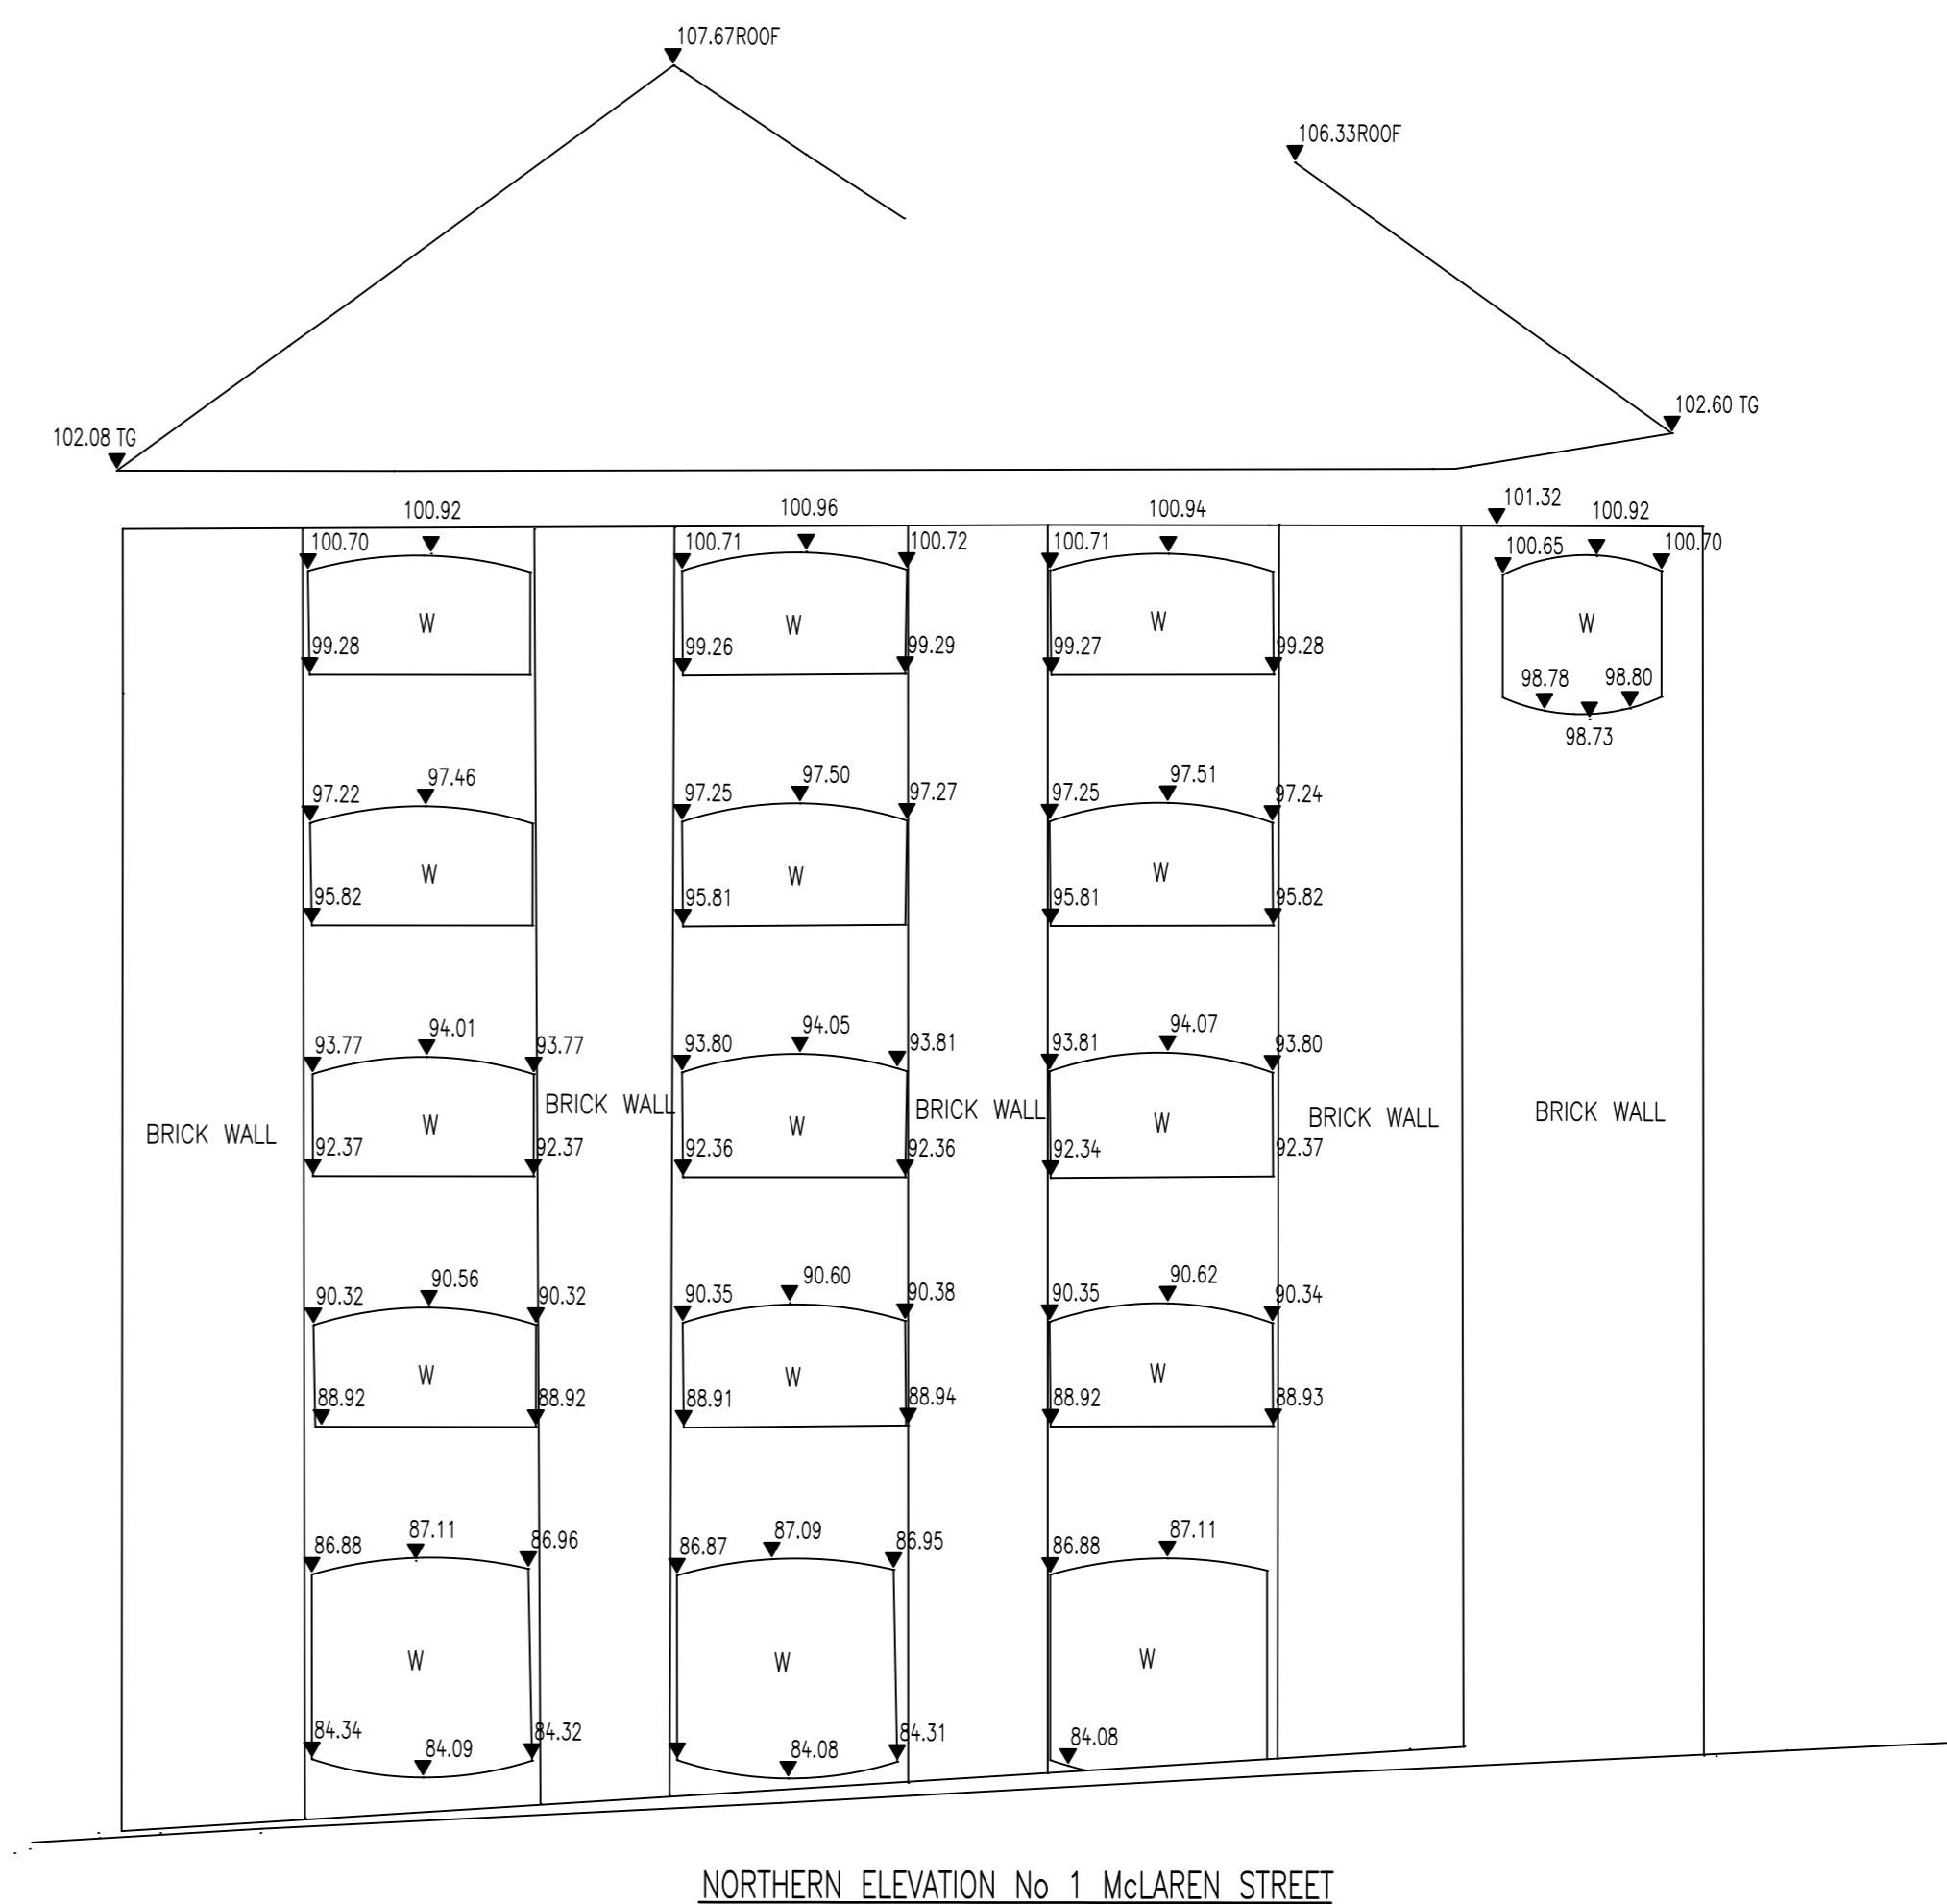 107.67ROOF
106.33ROOF
102.60 TG
102.08 TG
100.92
100.96
100.94
101.32
100.92
100.70
100.71
100.72
100.71
100.65
100.70
W
W
W
W
99.28
99.26
99.29
99.27
99.28
98.78
98.80
98.73
97.46
97.50
97.51
97.22
97.25
97.27
97.25
97.24
W
W
W
95.82
95.81
95.81
95.82
94.01
94.05
94.07
93.77
93.77
93.80
93.81
93.81
93.80
BRICK WALL
BRICK WALL
BRICK WALL
BRICK WALL
BRICK WALL
W
W
W
92.37
92.37
92.36
92.36
92.34
92.37
90.56
90.60
90.62
90.32
90.32
90.35
90.38
90.35
90.34
W
W
W
88.92
88.92
88.91
88.94
88.92
88.93
87.11
87.09
87.11
86.88
86.96
86.87
86.95
86.88
W
W
W
84.34
84.32
84.31
84.09
84.08
84.08
NORTHERN ELEVATION No 1 McLAREN STREET